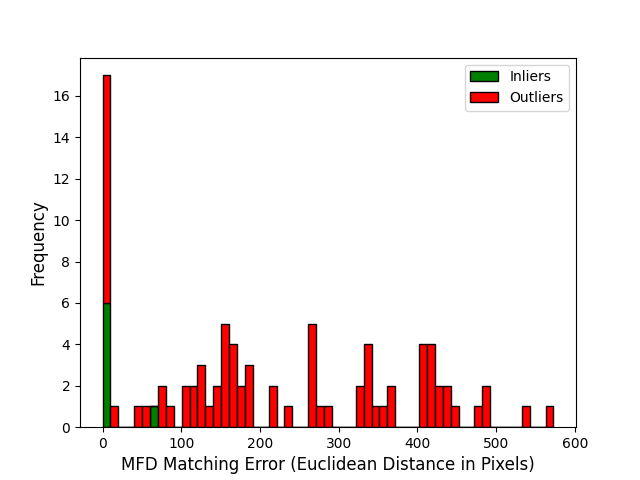 Inliers
Outliers
Frequency
16
14
12
10
8
6
4
2
0
0 100 200 300 400 500 600
MFD Matching Error (Euclidean Distance in Pixels)